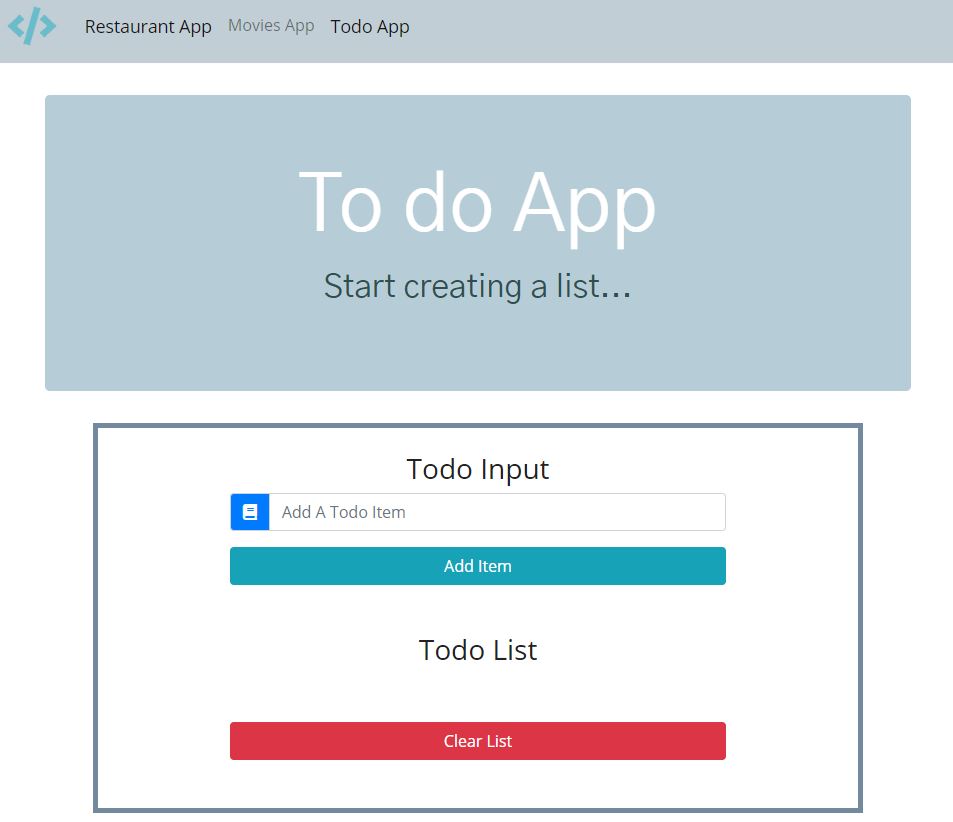 Restaurant App Movies App Todo App
To do App
Start creating a list...
Todo Input
Add A Todo Item
Add Item
Todo List
Clear List